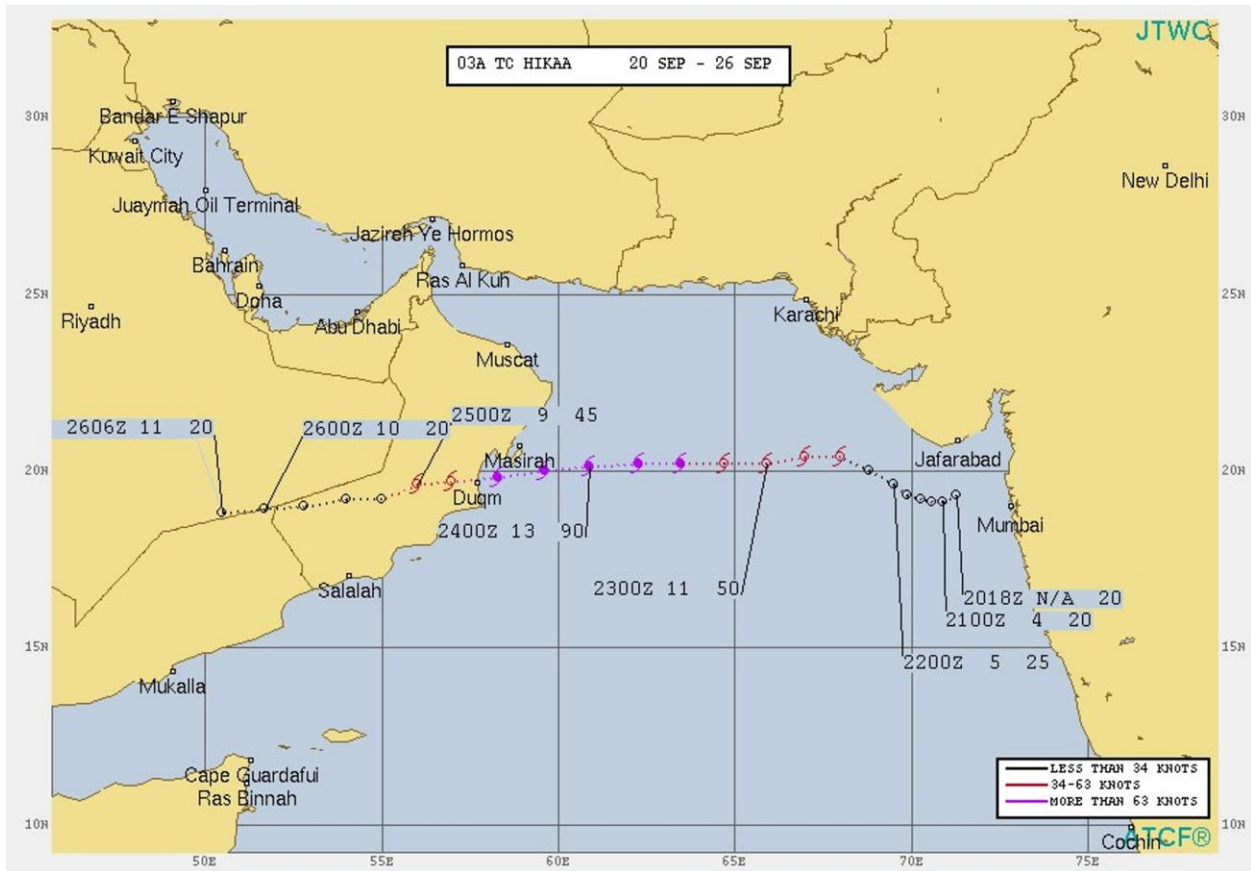 JTWC
03A TC HIKAA 20 SEP - 26 SEP
30N
Bandar E Shapur
30N
Kuwait City
New Delhi
Juaymah Oil Terminal
Jazireh Ye Hormos
Bahrain
Ras Al Kuh
25N
Doha
Karachi
25N
Riyadh
Abu Dhabi
Muscat
2606Z 11 20
2600Z 10 20
2500Z 9 45
20N
Masirah
Jafarabad
20N
Duqm
Mumbai
2400Z 13 90
2300Z 11 50
Salalah
2018Z N/A 20
2100Z 4 20
15N
2200Z 5 25
15N
Mukalla
Cape Guardafui
Ras Binnah
LESS THAN 34 KNOTS
34-63 KNOTS
MORE THAN 63 KNOTS
10N
10N
ATCF®
Cochin
50E
55E
60E
65E
70E
75E